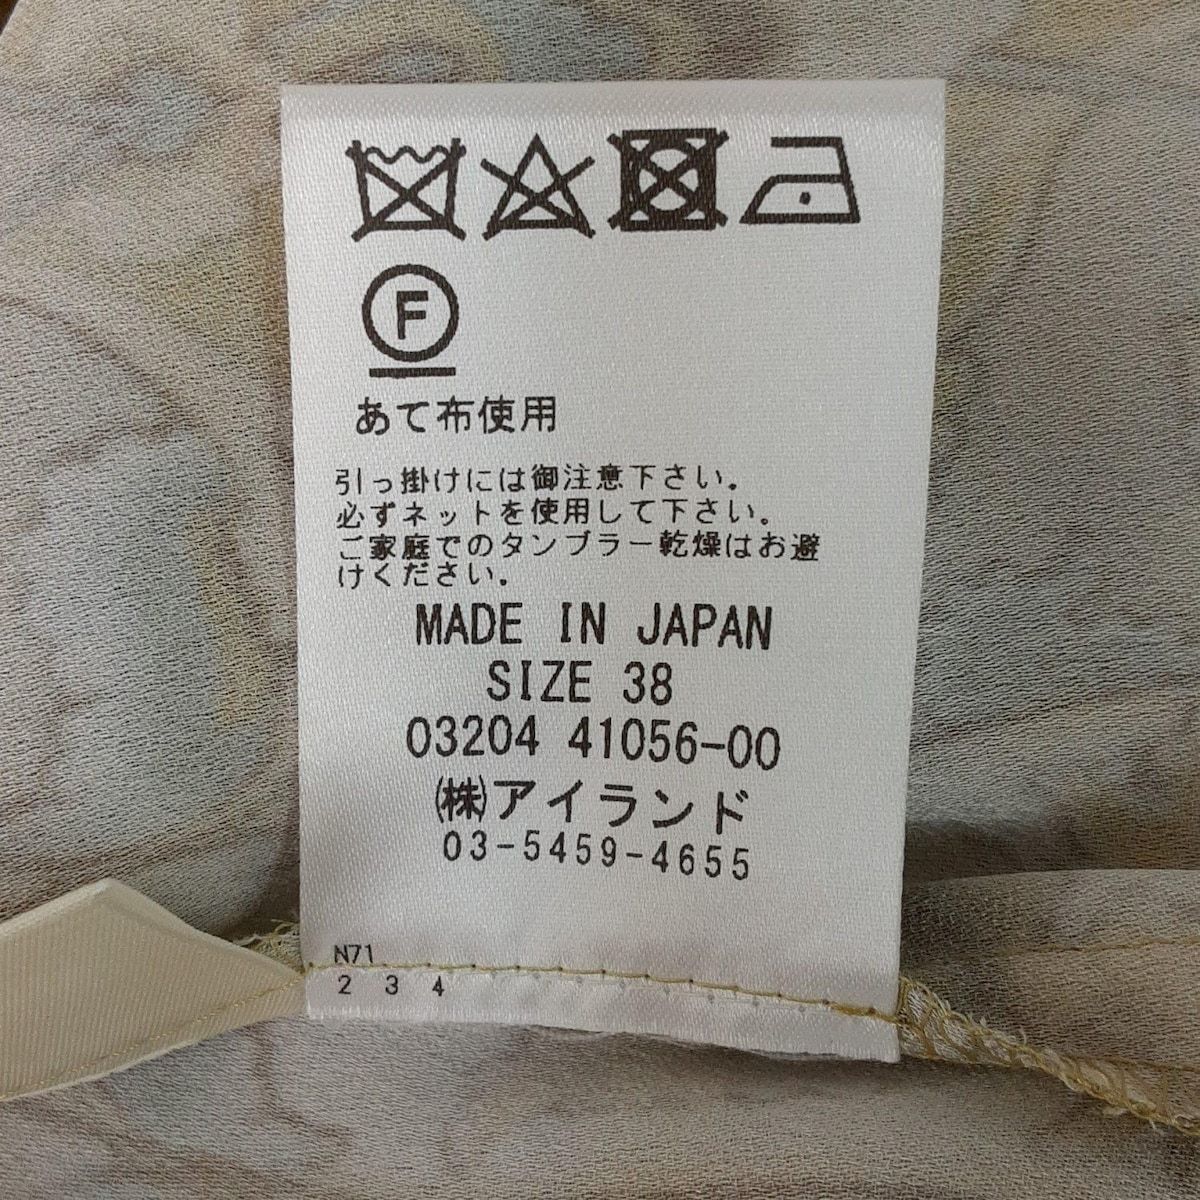 F
あて布使用
引っ掛けには御注意下さい。
必ずネットを使用して下さい。
ご家庭でのタンブラー乾燥はお避
けください。
MADE IN JAPAN
SIZE 38
03204 41056-00
㈱アイランド
03-5459-4655
N71
2 3 4